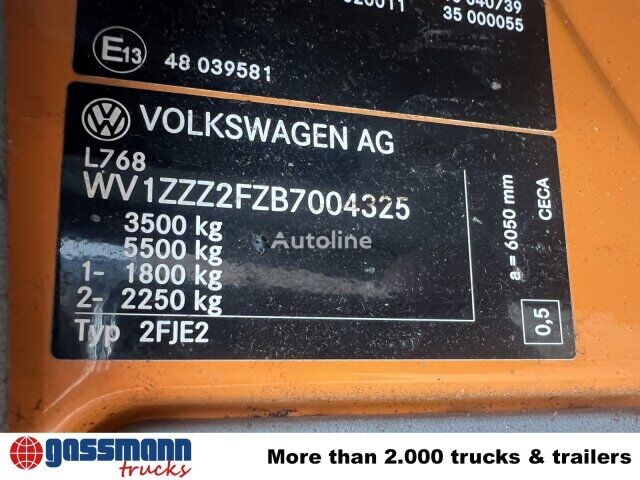 35 000055
E13
48 039581
VOLKSWAGEN AG
L768
WV1ZZZ2FZB7004325
3500 kg
5500 kg
1- 1800 kg
2- 2250 kg
Typ 2FJE2
a = 6050 mm
CECA
0,5
Autoline
gassmann
trucks
More than 2.000 trucks & trailers